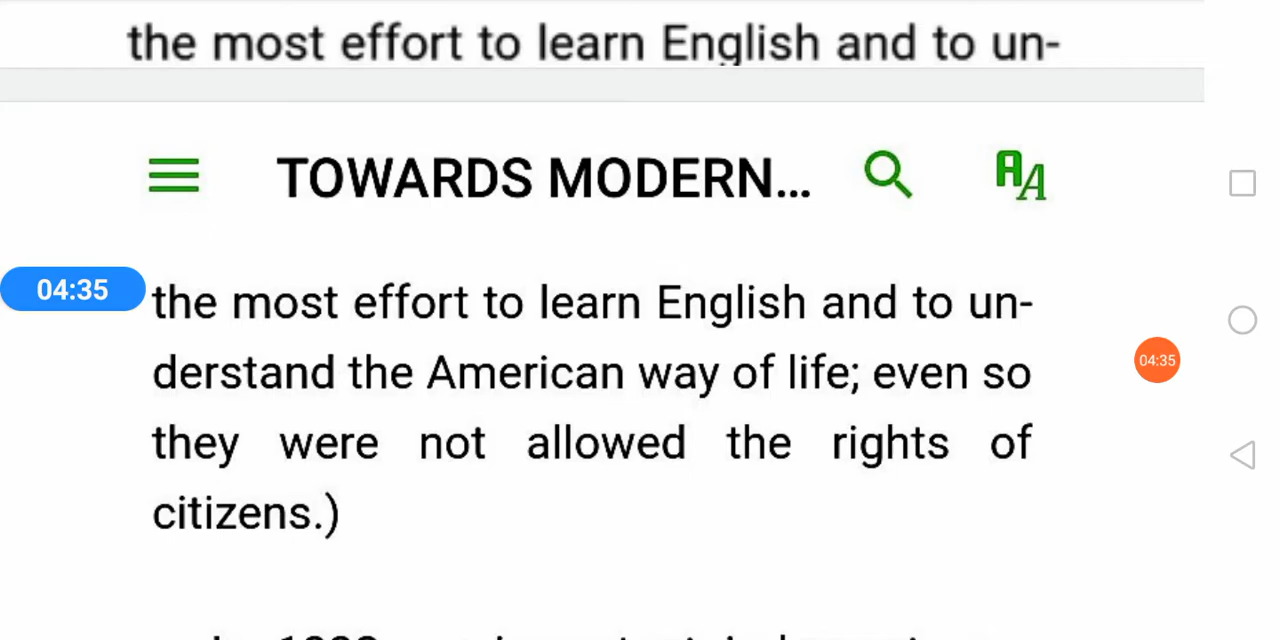 the most effort to learn English and to un-
TOWARDS MODERN...
04:35
the most effort to learn English and to un-
derstand the American way of life; even so
04:35
they were not allowed the rights of
citizens.)